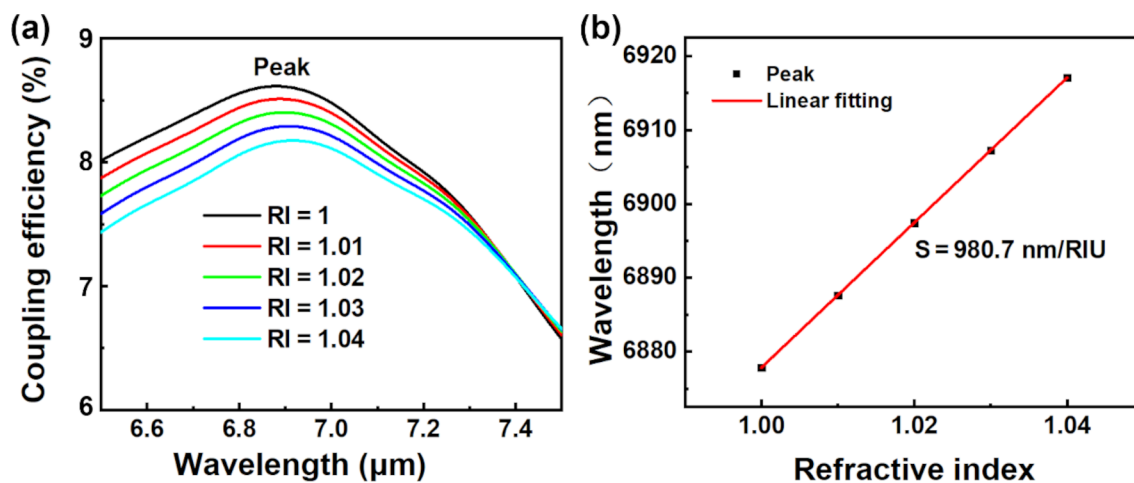 (a)
Coupling efficiency (%)
9
8
7
6
Peak
RI = 1
RI = 1.01
RI = 1.02
RI = 1.03
RI = 1.04
6.6 6.8 7.0 7.2 7.4
Wavelength (μm)
(b)
Wavelength（nm）
6920
6910
6900
6890
6880
Peak
Linear fitting
S = 980.7 nm/RIU
1.00 1.02 1.04
Refractive index